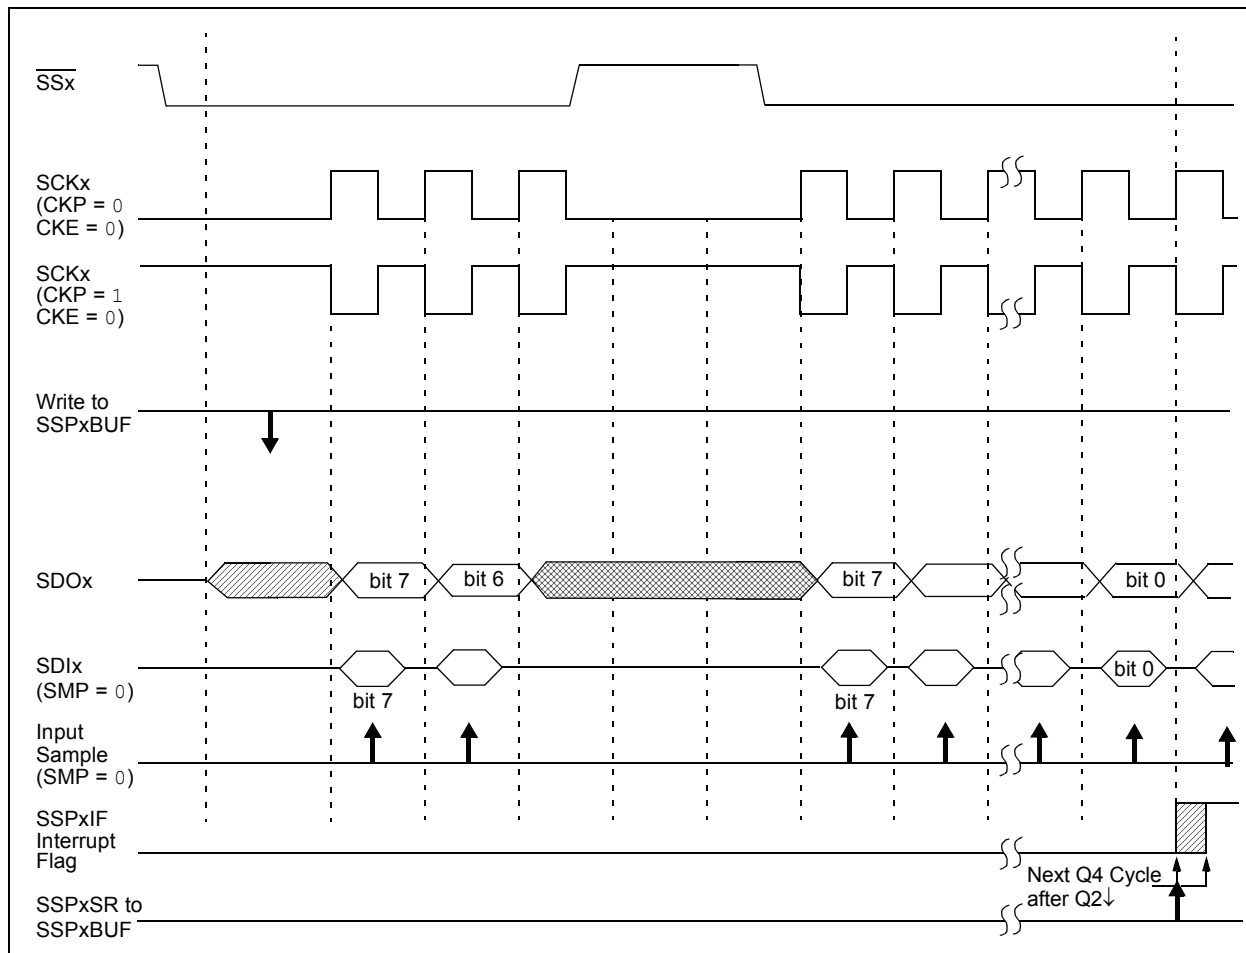 SSx
SCKx
(CKP = 0
CKE = 0)
SCKx
(CKP = 1
CKE = 0)
Write to
SSPxBUF
SDOx
bit 7
bit 6
bit 7
bit 0
SDIx
(SMP = 0)
bit 7
bit 7
bit 0
Input
Sample
(SMP = 0)
SSPxIF
Interrupt
Flag
Next Q4 Cycle
after Q2↓
SSPxSR to
SSPxBUF